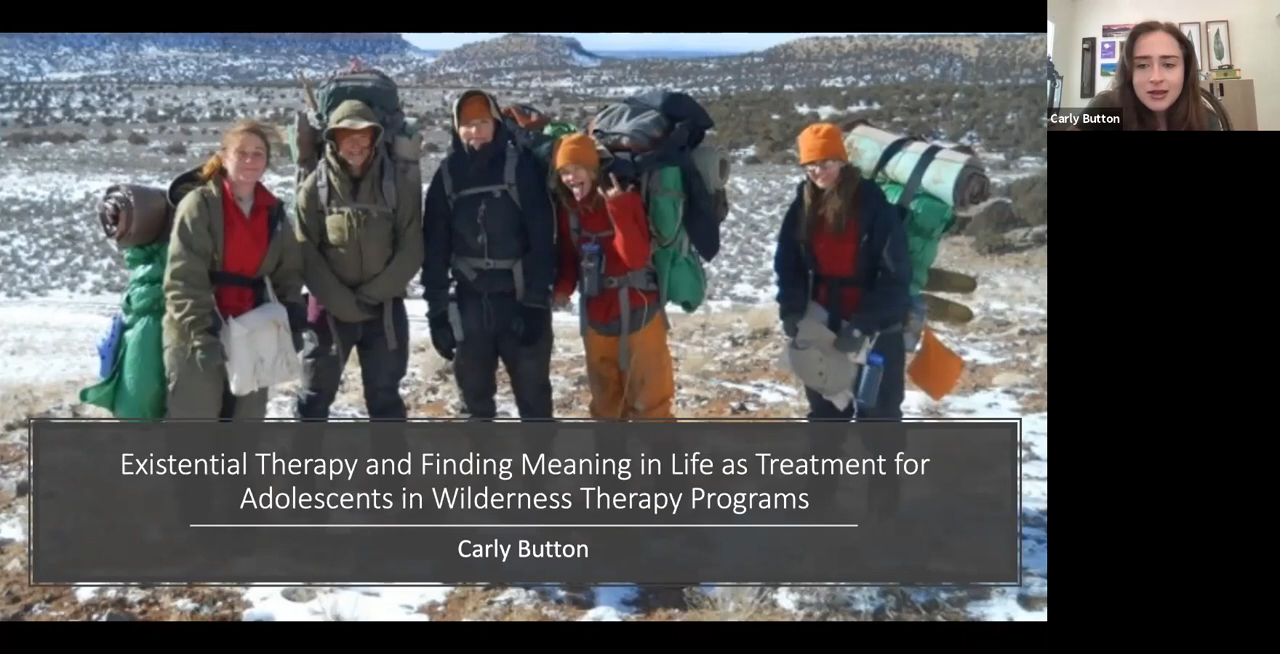 Carly Button
Existential Therapy and Finding Meaning in Life as Treatment for
Adolescents in Wilderness Therapy Programs
Carly Button